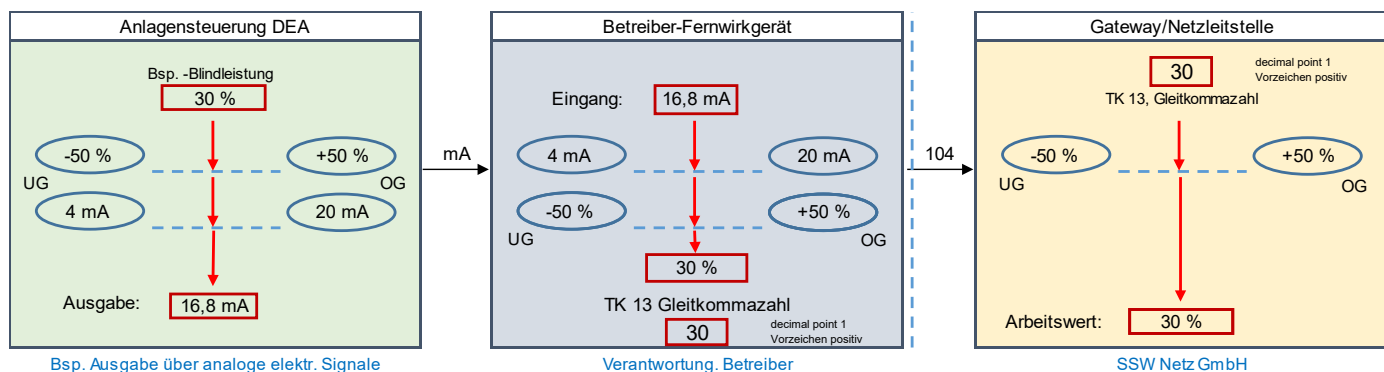 Anlagensteuerung DEA
Bsp. -Blindleistung
30 %
-50 %
+50 %
UG
OG
4 mA
20 mA
Ausgabe:
16,8 mA
Bsp. Ausgabe über analoge elektr. Signale
mA
Betreiber-Fernwirkgerät
Eingang:
16,8 mA
4 mA
20 mA
-50 %
+50 %
UG
OG
30 %
TK 13 Gleitkommazahl
30
decimal point 1
Vorzeichen positiv
Verantwortung. Betreiber
104
Gateway/Netzleitstelle
30
decimal point 1
Vorzeichen positiv
TK 13, Gleitkommazahl
-50 %
+50 %
UG
OG
Arbeitswert:
30 %
SSW Netz GmbH